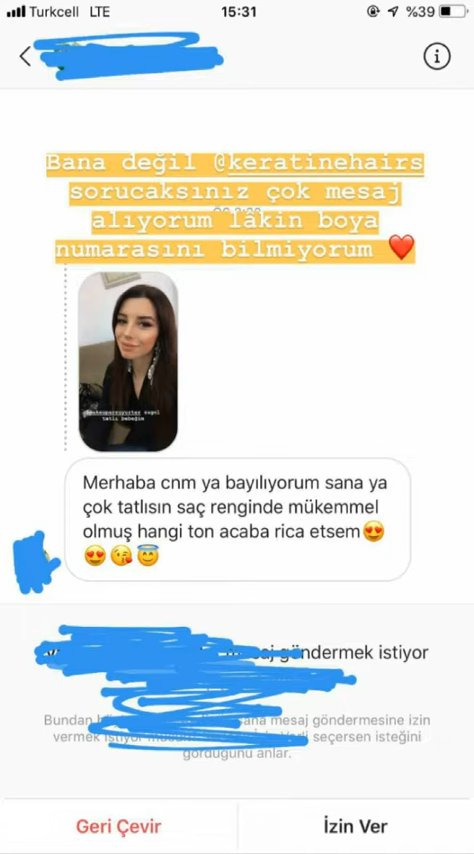 Turkcell LTE 15:31 %39
Bana değil @keratinehairs
sorucaksınız çok mesaj
alıyorum lakin boya
numarasını bilmiyorum ❤️
tatlı bebeğim
Merhaba cnm ya bayılıyorum sana ya
çok tatlısın saç renginde mükemmel
olmuş hangi ton acaba rica etsem😍
😍😘😇
göndermek istiyor
Bundan sana mesaj göndermesine izin
vermek seçersen isteğini
gördüğünü anlar.
Geri Çevir İzin Ver